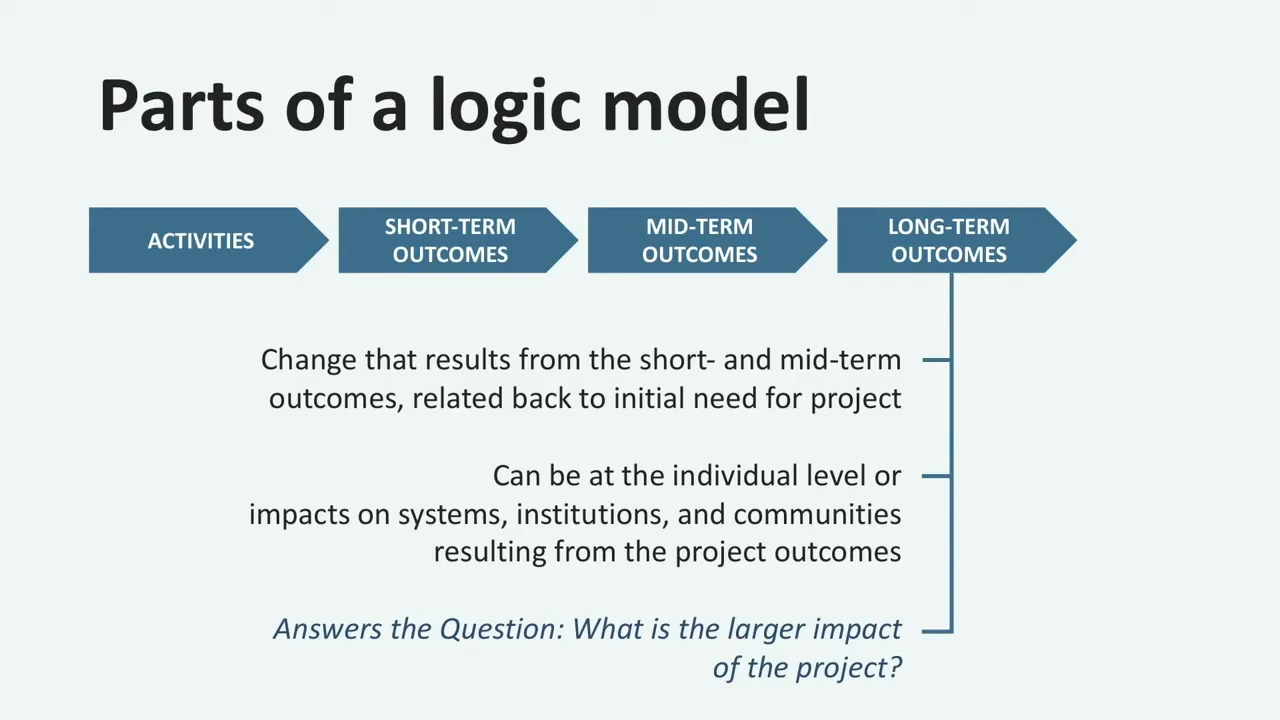 Parts of a logic model
ACTIVITIES
SHORT-TERM
OUTCOMES
MID-TERM
OUTCOMES
LONG-TERM
OUTCOMES
Change that results from the short- and mid-term
outcomes, related back to initial need for project
Can be at the individual level or
impacts on systems, institutions, and communities
resulting from the project outcomes
Answers the Question: What is the larger impact
of the project?